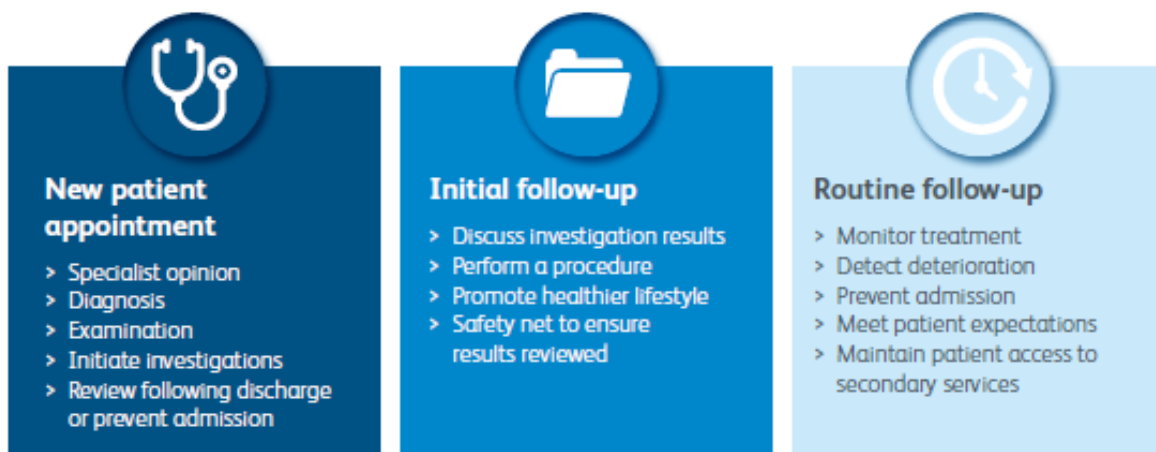 New patient
appointment
> Specialist opinion
> Diagnosis
> Examination
> Initiate investigations
> Review following discharge
or prevent admission
Initial follow-up
> Discuss investigation results
> Perform a procedure
> Promote healthier lifestyle
> Safety net to ensure
results reviewed
Routine follow-up
> Monitor treatment
> Detect deterioration
> Prevent admission
> Meet patient expectations
> Maintain patient access to
secondary services